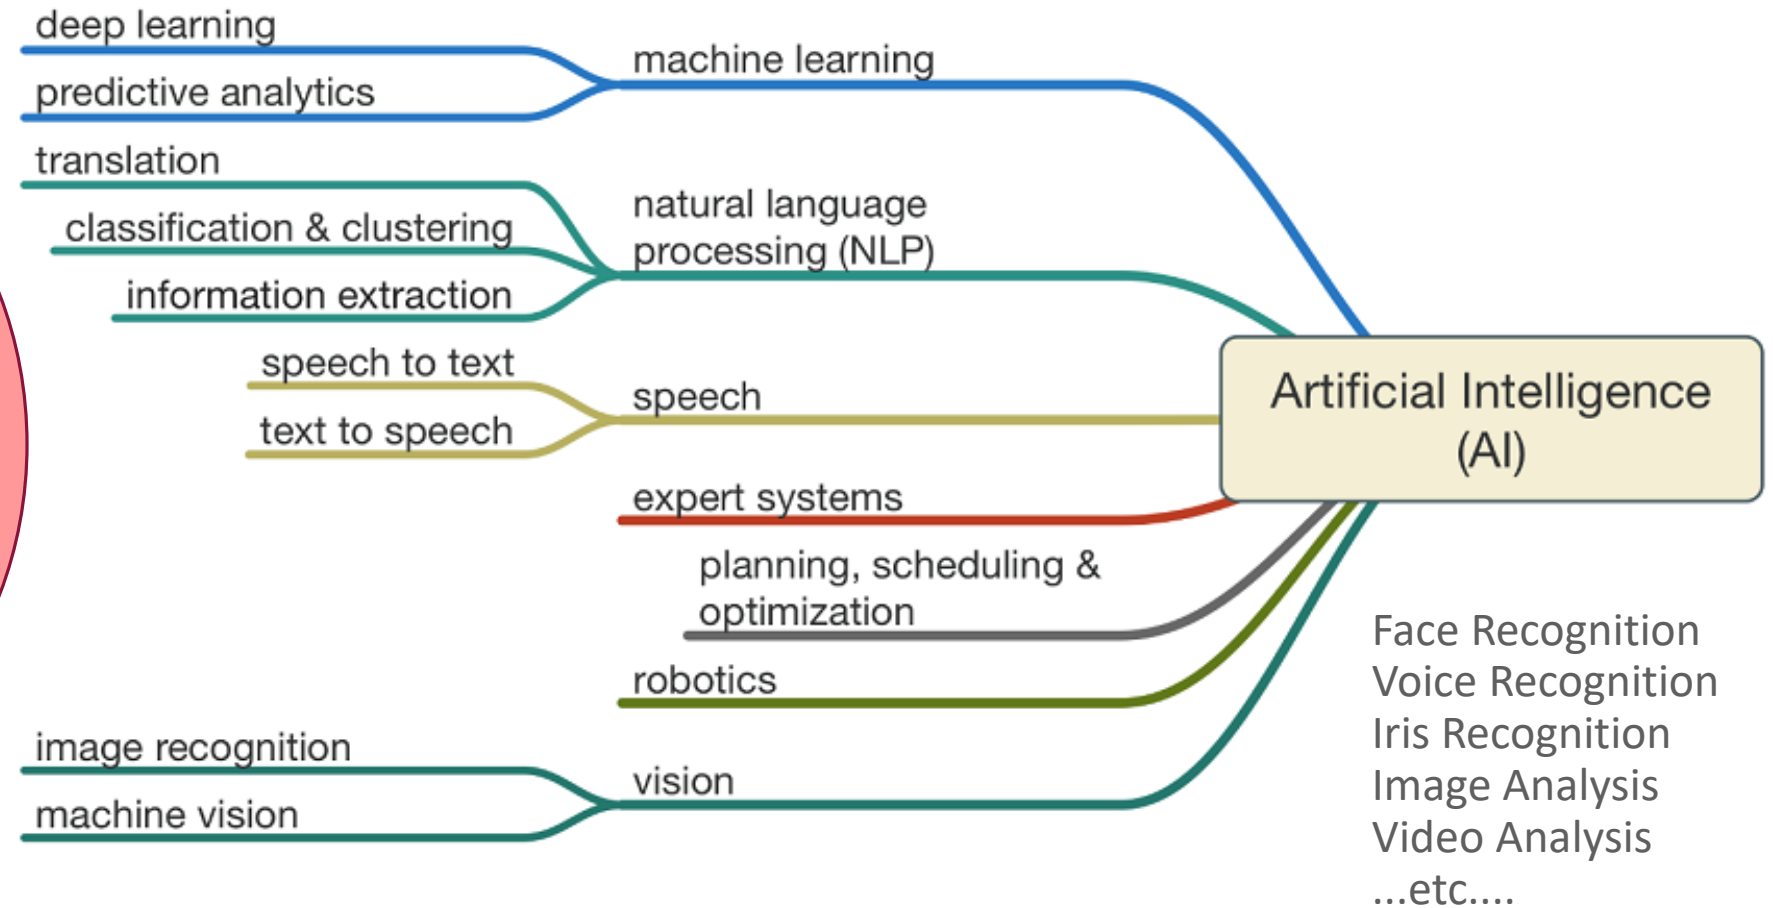 deep learning
predictive analytics
machine learning
translation
classification & clustering
information extraction
natural language
processing (NLP)
speech to text
text to speech
speech
expert systems
planning, scheduling &
optimization
robotics
image recognition
machine vision
vision
Artificial Intelligence
(AI)
Face Recognition
Voice Recognition
Iris Recognition
Image Analysis
Video Analysis
...etc....